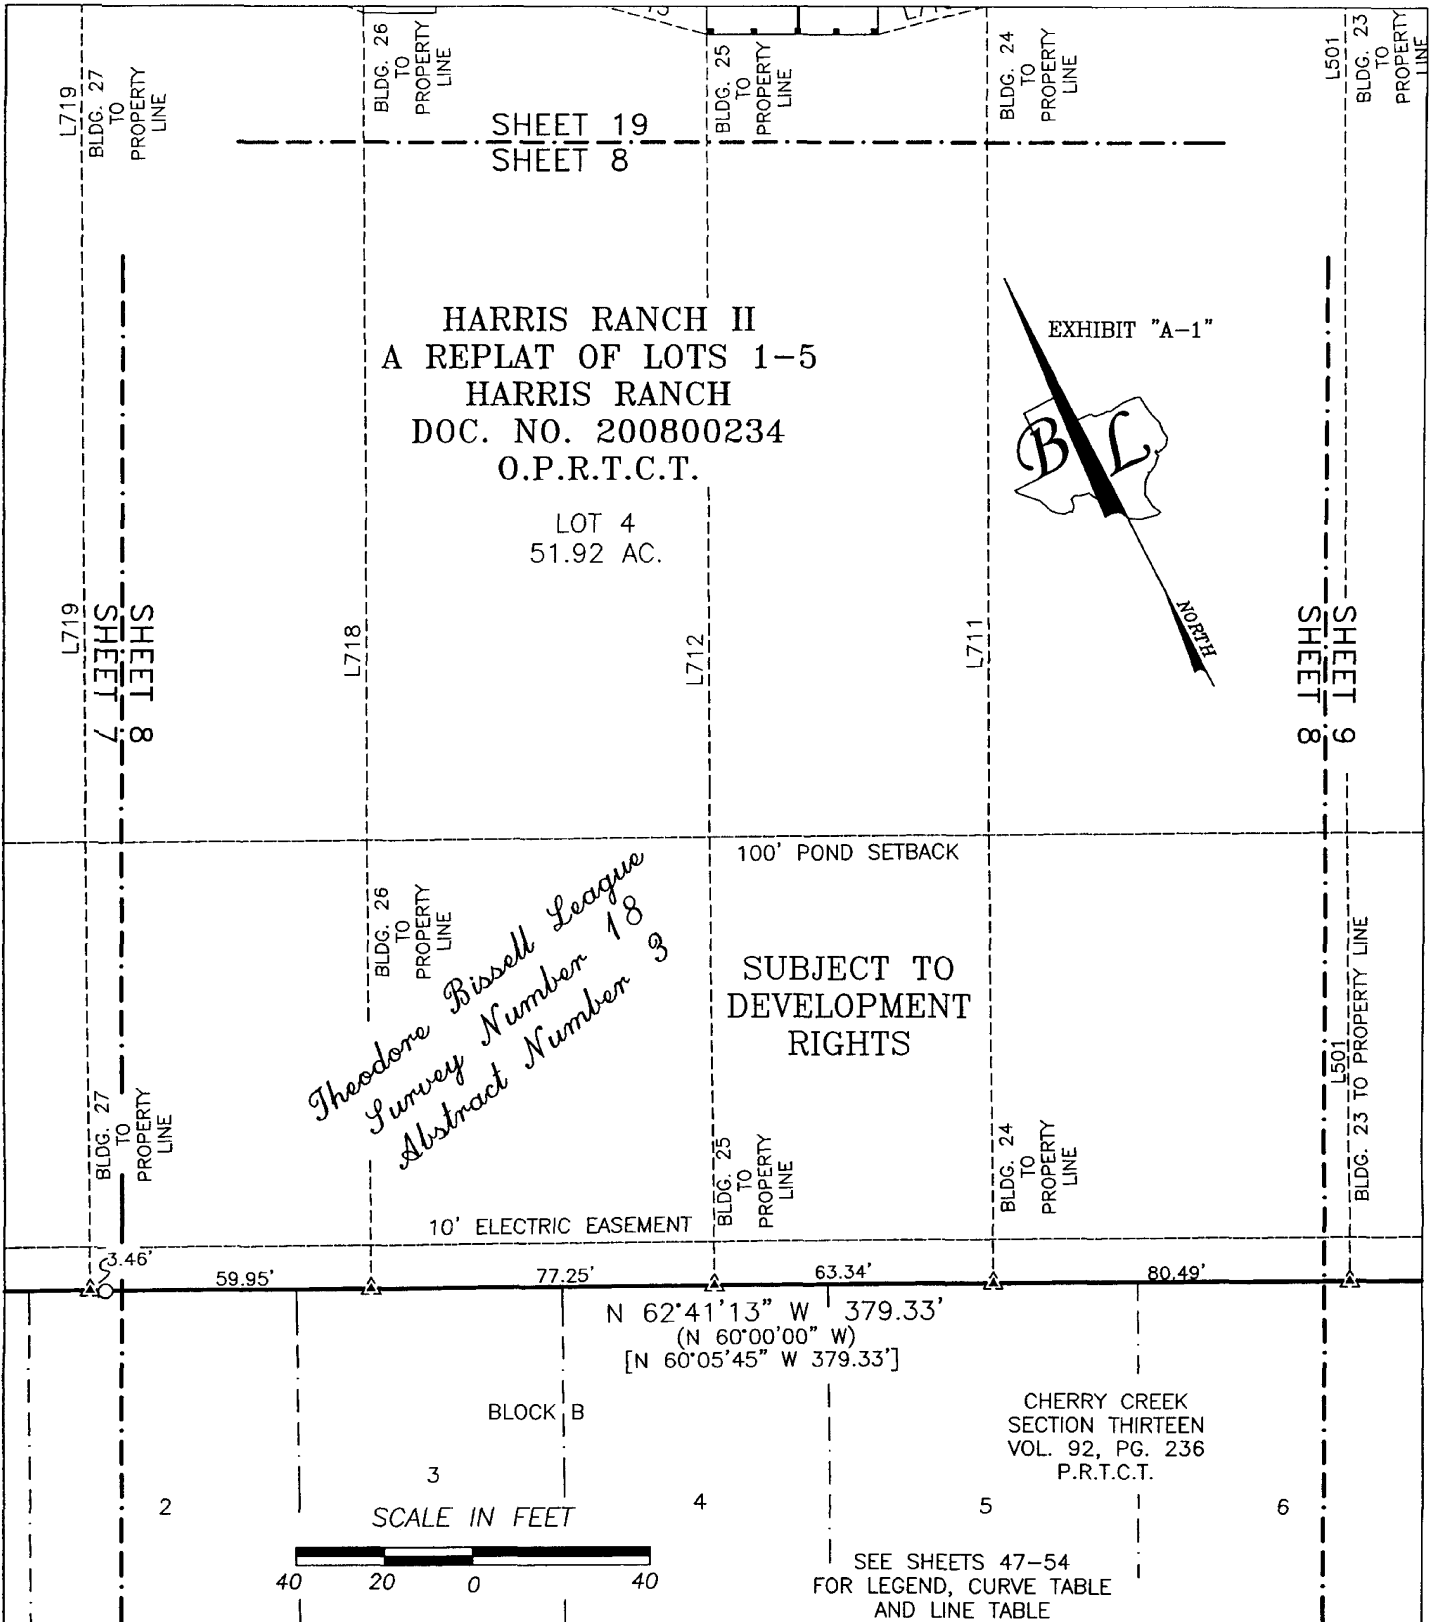 L719
BLDG. 27
TO
PROPERTY
LINE
BLDG. 26
TO
PROPERTY
LINE
BLDG. 25
TO
PROPERTY
LINE
BLDG. 24
TO
PROPERTY
LINE
L501
BLDG. 23
TO
PROPERTY
LINE
SHEET 19
SHEET 8
HARRIS RANCH II
A REPLAT OF LOTS 1-5
HARRIS RANCH
DOC. NO. 200800234
O.P.R.T.C.T.
LOT 4
51.92 AC.
EXHIBIT "A-1"
B L
NORTH
L719
SHEET 8
SHEET 7
L718
L712
L711
SHEET 9
SHEET 8
100' POND SETBACK
BLDG. 26
TO
PROPERTY
LINE
Theodore Bissell League
Survey Number 18
Abstract Number 3
SUBJECT TO
DEVELOPMENT
RIGHTS
L501
BLDG. 23 TO PROPERTY LINE
BLDG. 27
TO
PROPERTY
LINE
BLDG. 25
TO
PROPERTY
LINE
BLDG. 24
TO
PROPERTY
LINE
10' ELECTRIC EASEMENT
3.46'
59.95'
77.25'
63.34'
80.49'
N 62°41'13" W 379.33'
(N 60°00'00" W)
[N 60°05'45" W 379.33']
BLOCK B
CHERRY CREEK
SECTION THIRTEEN
VOL. 92, PG. 236
P.R.T.C.T.
2
3
4
5
6
SCALE IN FEET
40 20 0 40
SEE SHEETS 47-54
FOR LEGEND, CURVE TABLE
AND LINE TABLE